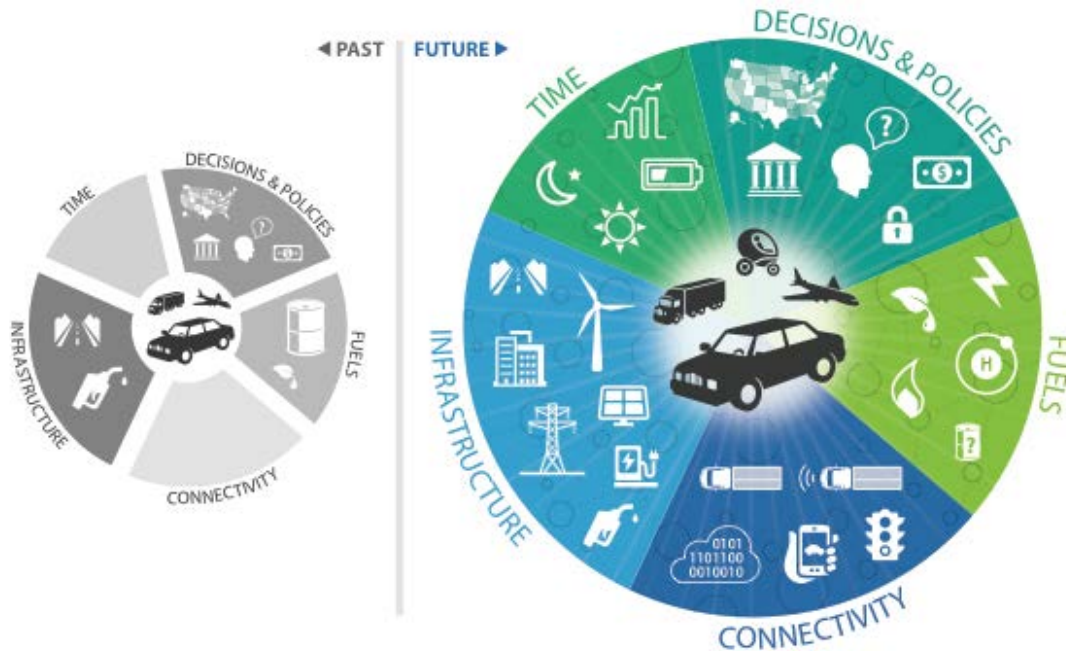 ◀ PAST
FUTURE ▶
TIME
DECISIONS & POLICIES
?
$
INFRASTRUCTURE
FUELS
CONNECTIVITY
TIME
DECISIONS & POLICIES
?
$
INFRASTRUCTURE
FUELS
H
?
CONNECTIVITY
0101
1101100
0010010